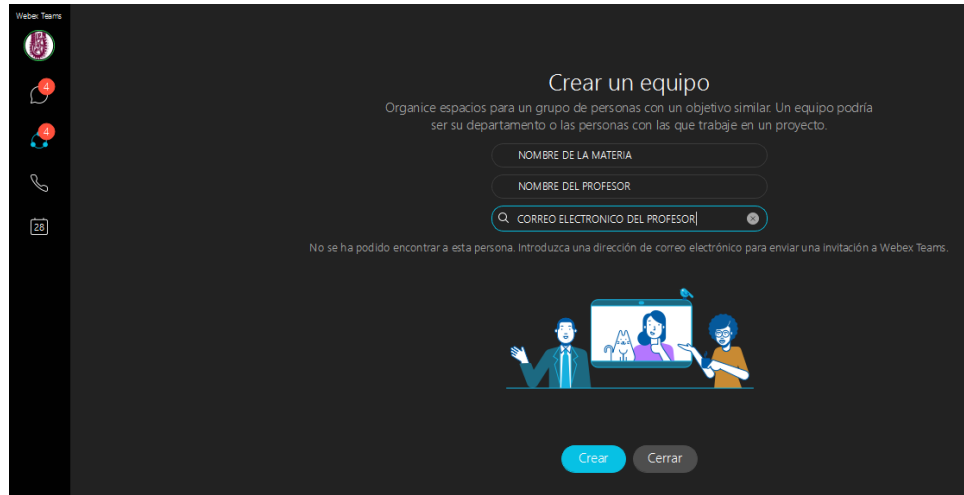 Webex Teams
4
4
28
Crear un equipo
Organice espacios para un grupo de personas con un objetivo similar. Un equipo podría
ser su departamento o las personas con las que trabaje en un proyecto.
NOMBRE DE LA MATERIA
NOMBRE DEL PROFESOR
CORREO ELECTRONICO DEL PROFESOR
No se ha podido encontrar a esta persona. Introduzca una dirección de correo electrónico para enviar una invitación a Webex Teams.
Crear
Cerrar